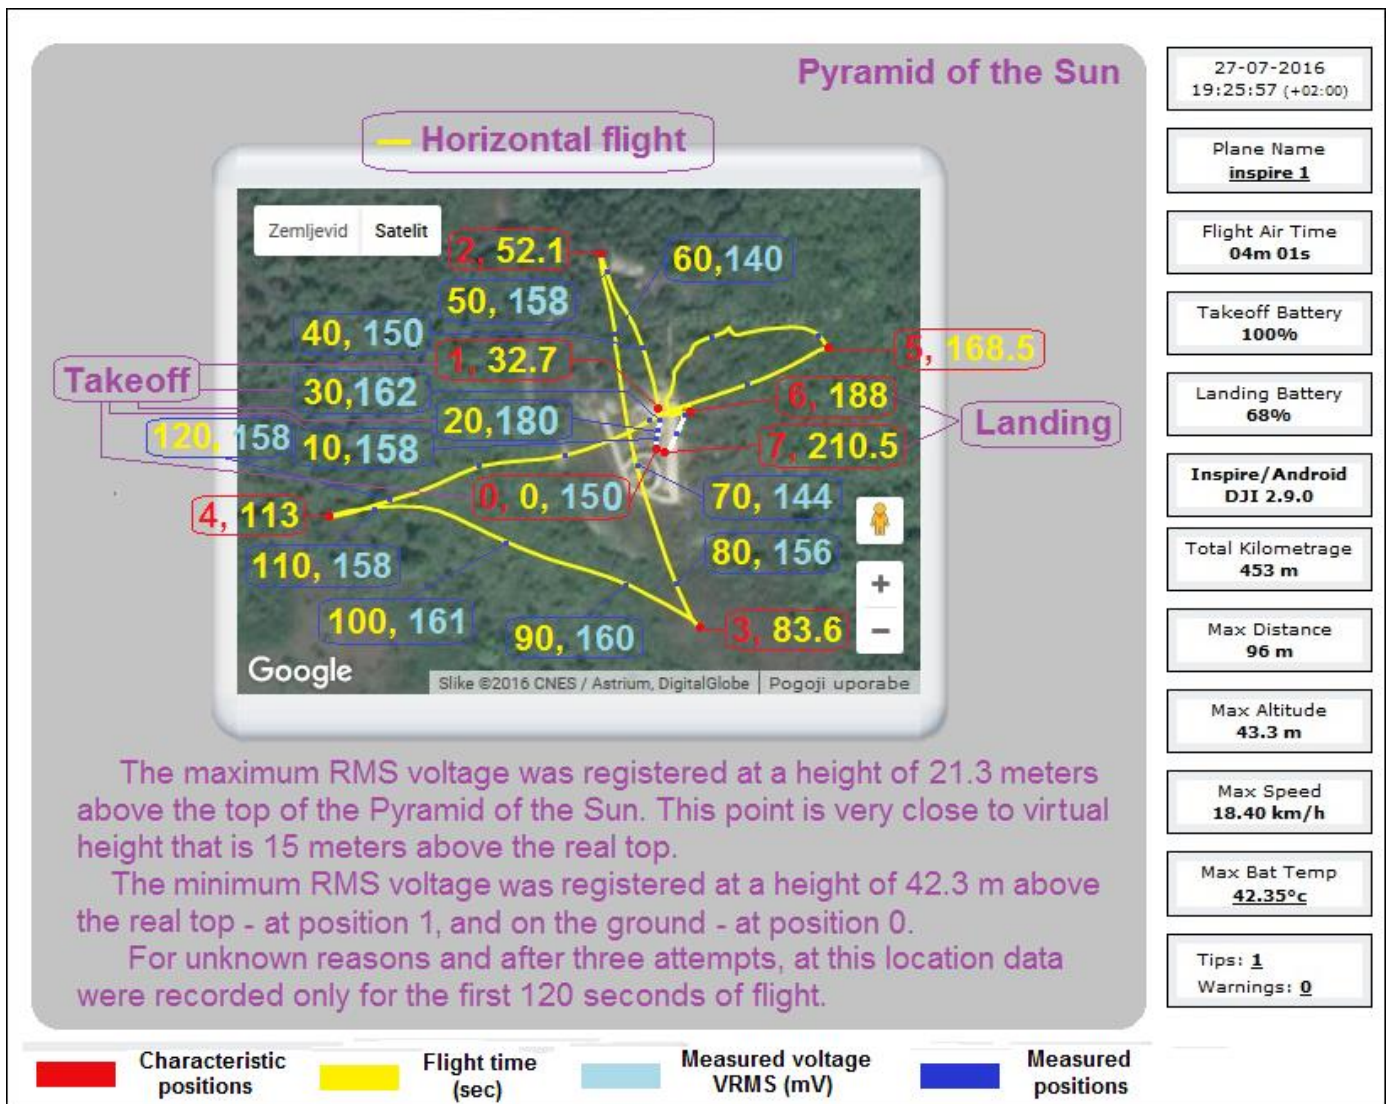 Pyramid of the Sun
Horizontal flight
Zemljevid Satelit
2, 52.1
60,140
50, 158
40, 150
1, 32.7
5, 168.5
Takeoff
30,162
6, 188
20,180
Landing
120, 158
10,158
7, 210.5
0, 0, 150
70, 144
4, 113
80, 156
110, 158
+
100, 161
90, 160
3, 83.6
−
Google
Slike ©2016 CNES / Astrium, DigitalGlobe Pogoji uporabe
The maximum RMS voltage was registered at a height of 21.3 meters
above the top of the Pyramid of the Sun. This point is very close to virtual
height that is 15 meters above the real top.
The minimum RMS voltage was registered at a height of 42.3 m above
the real top - at position 1, and on the ground - at position 0.
For unknown reasons and after three attempts, at this location data
were recorded only for the first 120 seconds of flight.
27-07-2016
19:25:57 (+02:00)
Plane Name
inspire 1
Flight Air Time
04m 01s
Takeoff Battery
100%
Landing Battery
68%
Inspire/Android
DJI 2.9.0
Total Kilometrage
453 m
Max Distance
96 m
Max Altitude
43.3 m
Max Speed
18.40 km/h
Max Bat Temp
42.35°c
Tips: 1
Warnings: 0
Characteristic
positions
Flight time
(sec)
Measured voltage
VRMS (mV)
Measured
positions